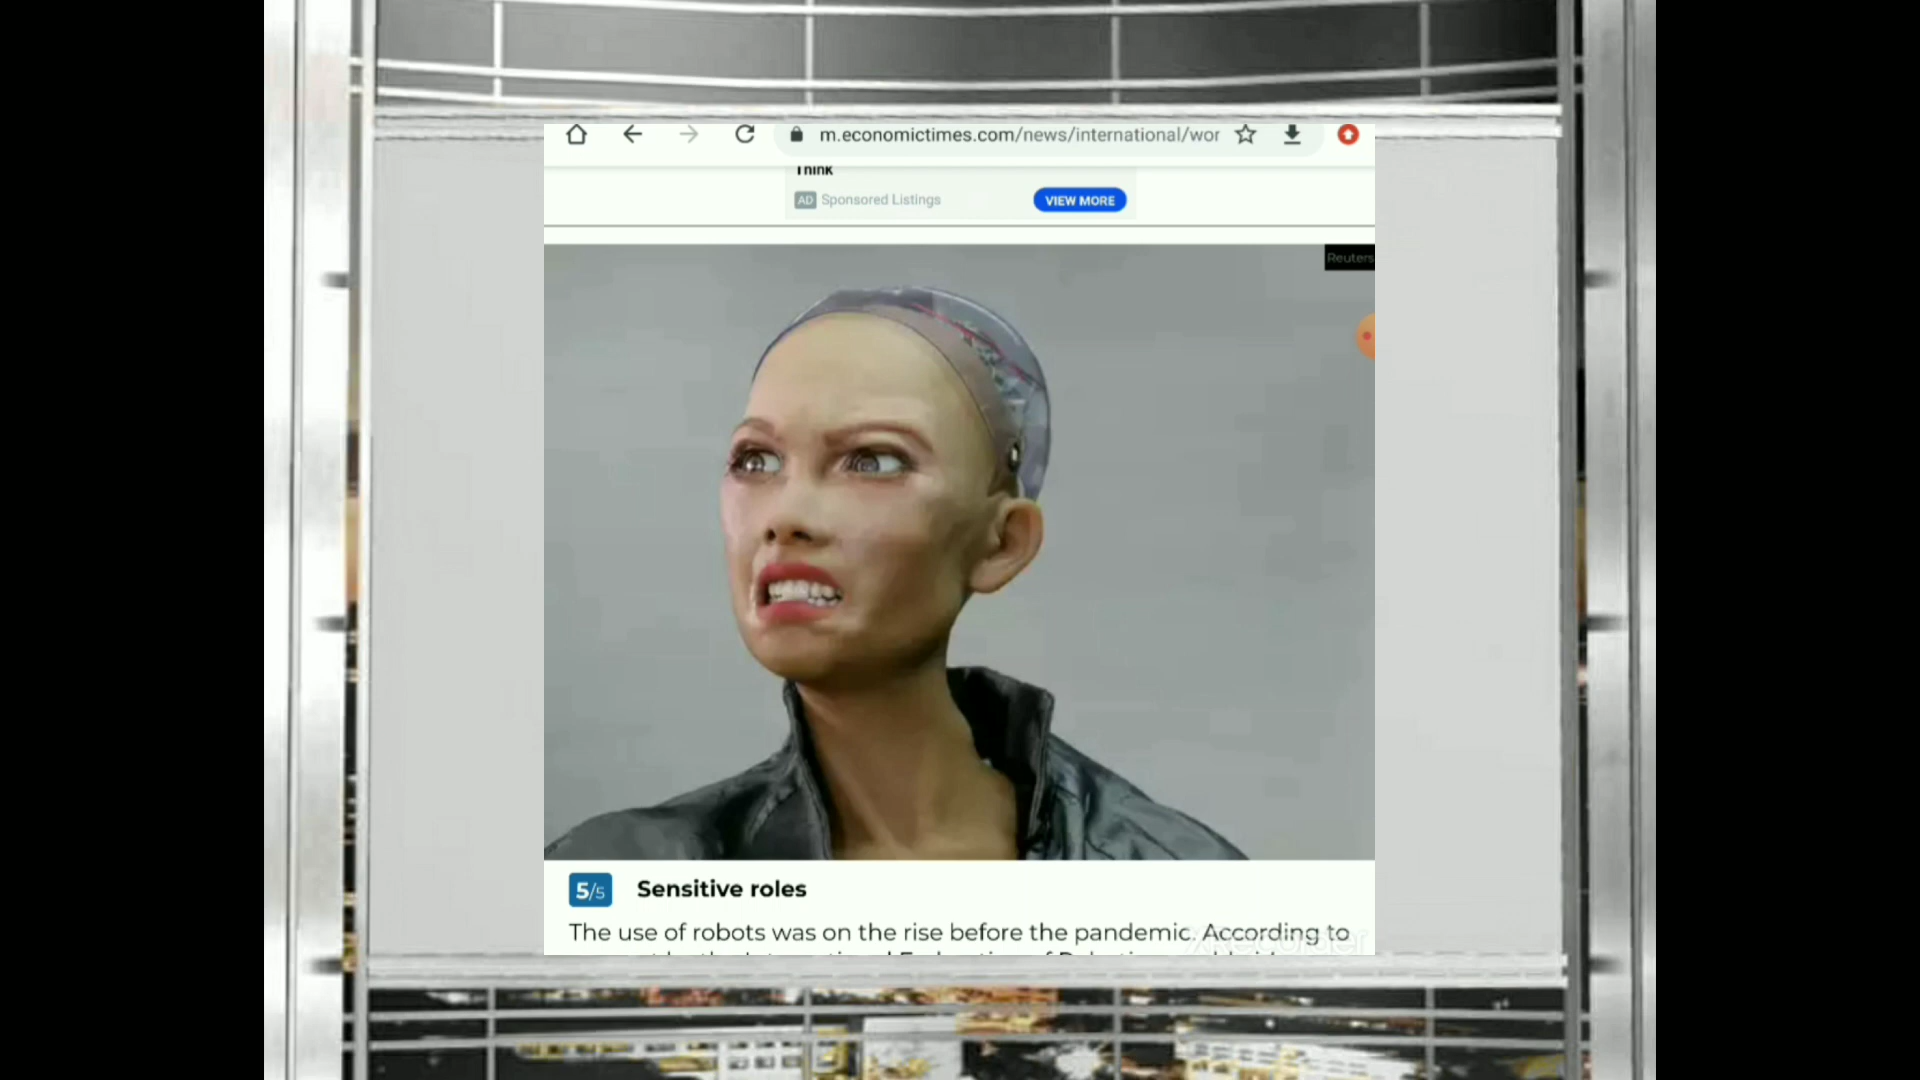 m.economictimes.com/news/international/wor
Think
AD Sponsored Listings
VIEW MORE
Reuters
5/5 Sensitive roles
The use of robots was on the rise before the pandemic. According to
XRecorder